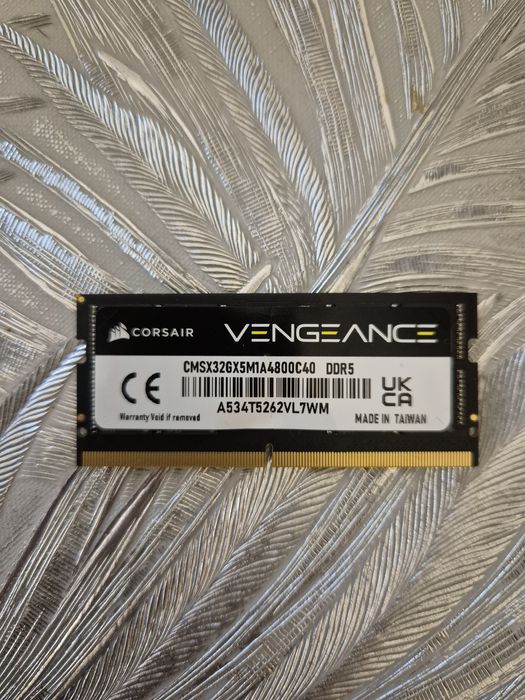 CORSAIR VENGEANCE
CMSX32GX5M1A4800C40 DDR5
CE
UK
CA
A534T5262VL7WM
Warranty Void if removed
MADE IN TAIWAN